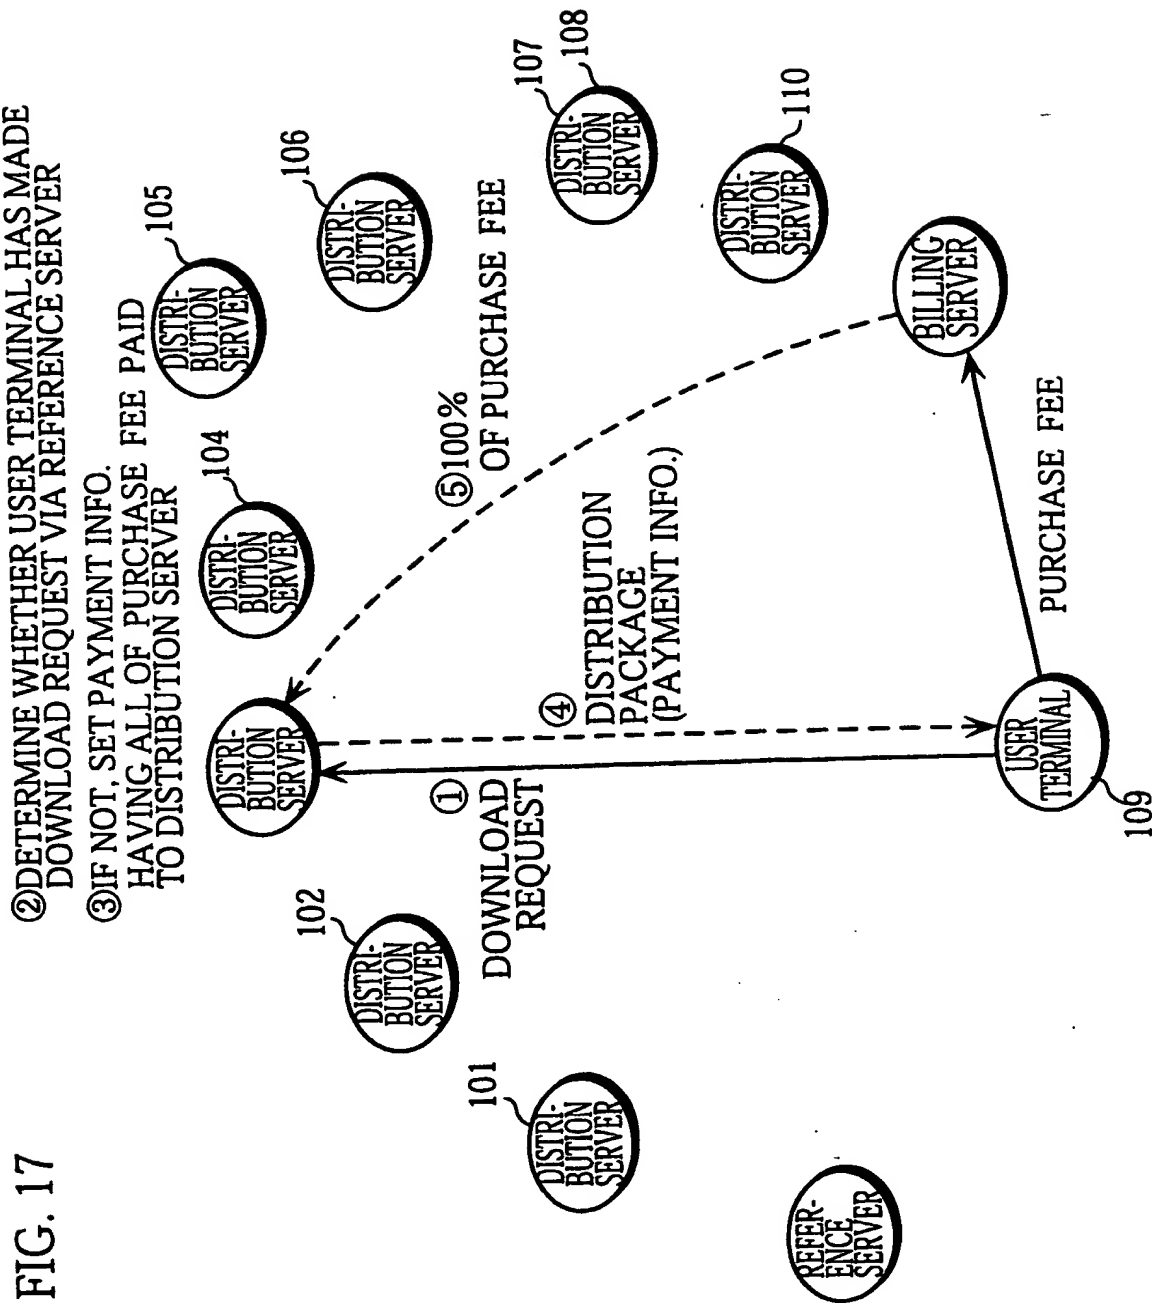 FIG. 17
②DETERMINE WHETHER USER TERMINAL HAS MADE
DOWNLOAD REQUEST VIA REFERENCE SERVER
③IF NOT, SET PAYMENT INFO.
HAVING ALL OF PURCHASE FEE PAID
TO DISTRIBUTION SERVER
REFER-
ENCE
SERVER
101
DISTRI-
BUTION
SERVER
102
DISTRI-
BUTION
SERVER
DISTRI-
BUTION
SERVER
104
DISTRI-
BUTION
SERVER
105
DISTRI-
BUTION
SERVER
106
DISTRI-
BUTION
SERVER
107
108
DISTRI-
BUTION
SERVER
110
DISTRI-
BUTION
SERVER
①
DOWNLOAD
REQUEST
④
DISTRIBUTION
PACKAGE
(PAYMENT INFO.)
⑤100%
OF PURCHASE FEE
BILLING
SERVER
USER
TERMINAL
109
PURCHASE FEE